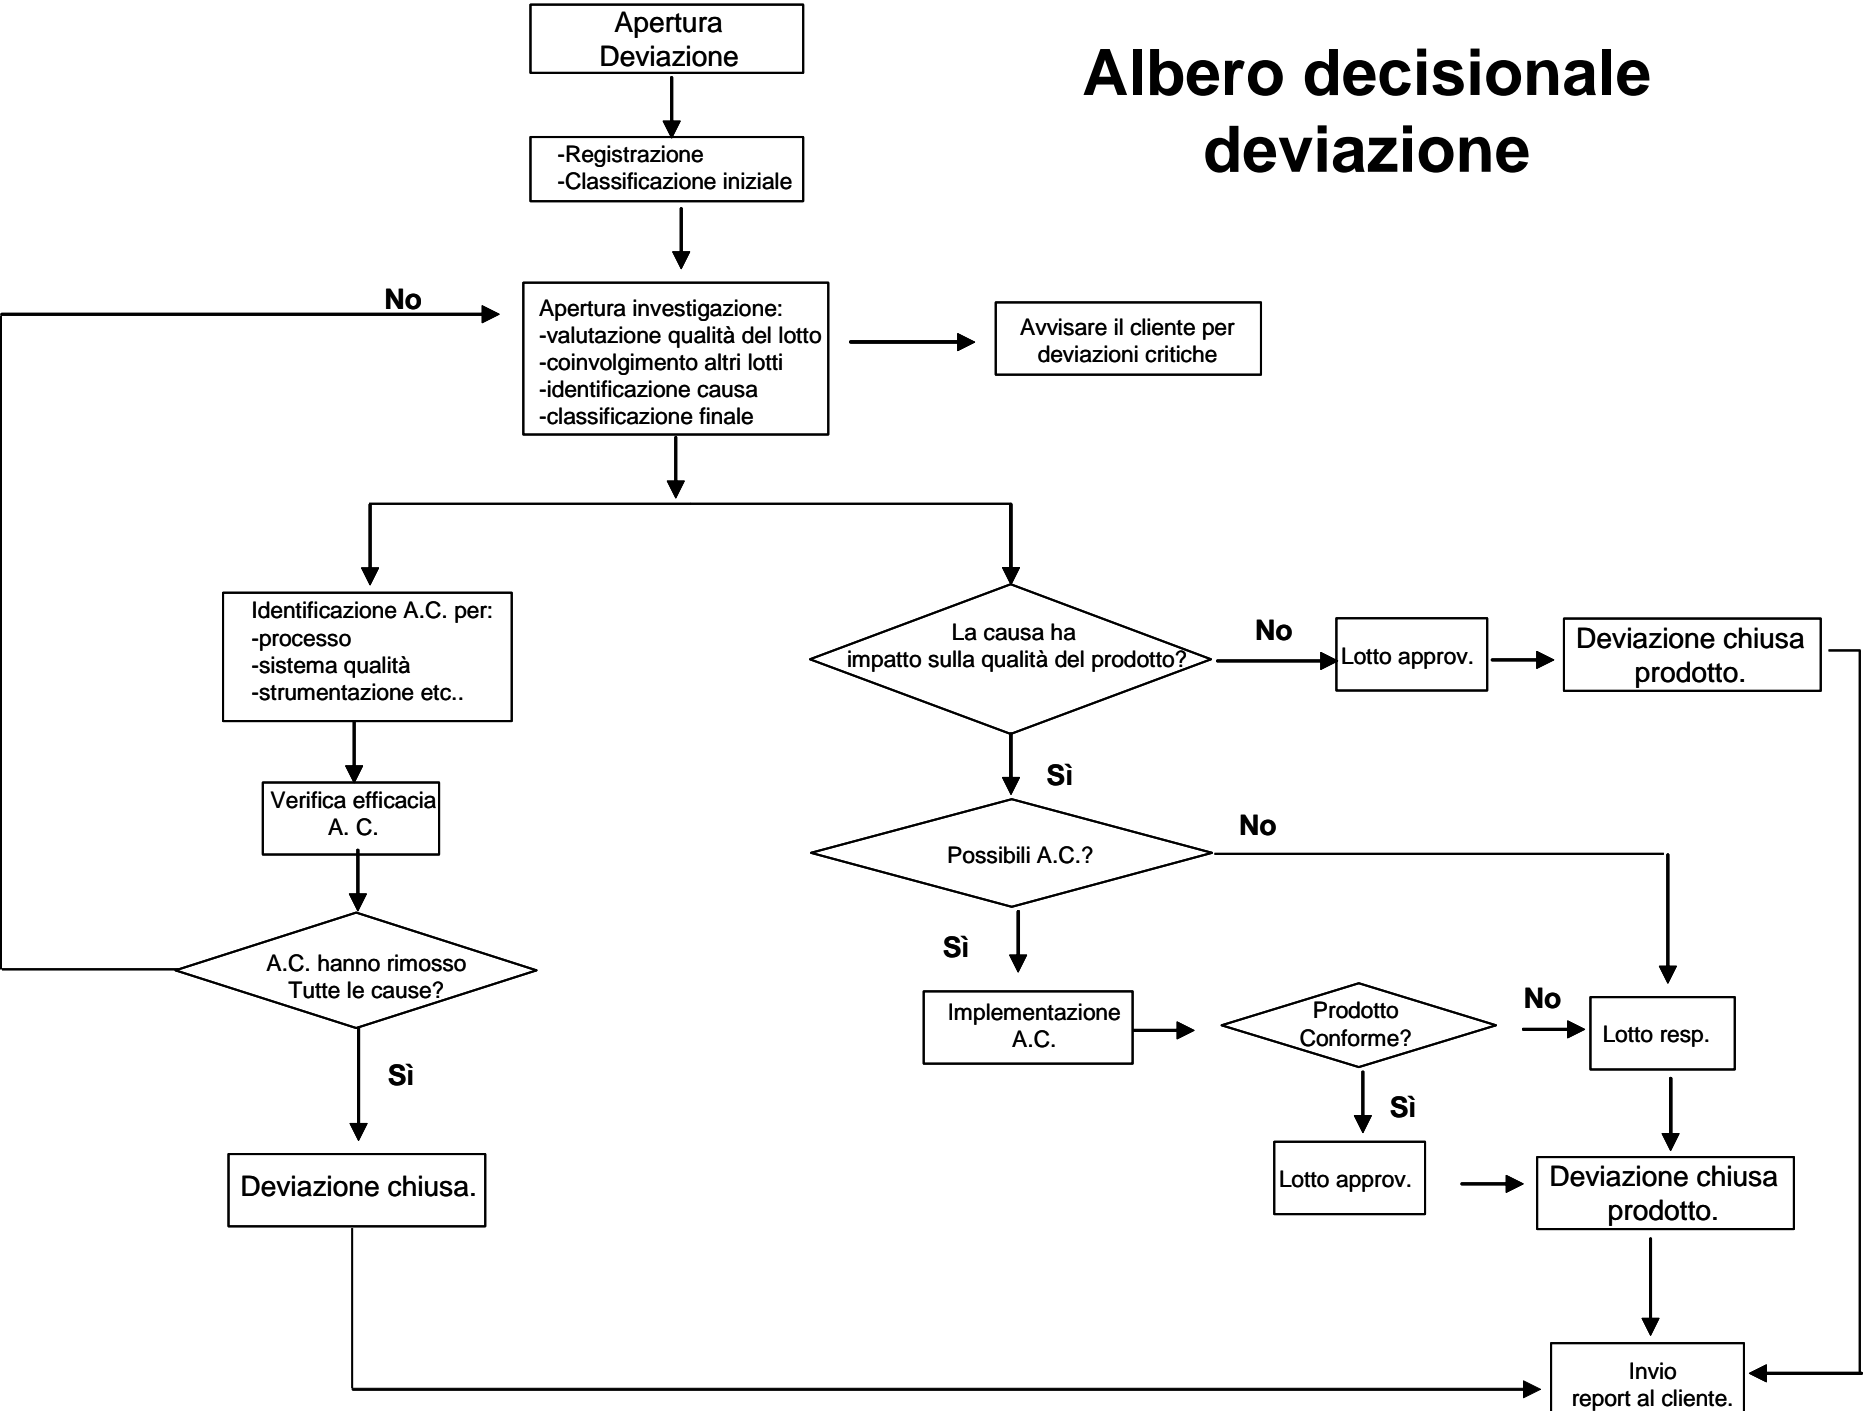 Apertura
Deviazione
Albero decisionale
deviazione
-Registrazione
-Classificazione iniziale
No
Apertura investigazione:
-valutazione qualità del lotto
-coinvolgimento altri lotti
-identificazione causa
-classificazione finale
Avvisare il cliente per
deviazioni critiche
Identificazione A.C. per:
-processo
-sistema qualità
-strumentazione etc..
La causa ha
impatto sulla qualità del prodotto?
No
Lotto approv.
Deviazione chiusa
prodotto.
Sì
Verifica efficacia
A. C.
Possibili A.C.?
No
Sì
A.C. hanno rimosso
Tutte le cause?
Implementazione
A.C.
Prodotto
Conforme?
No
Lotto resp.
Sì
Sì
Lotto approv.
Deviazione chiusa
prodotto.
Deviazione chiusa.
Invio
report al cliente.